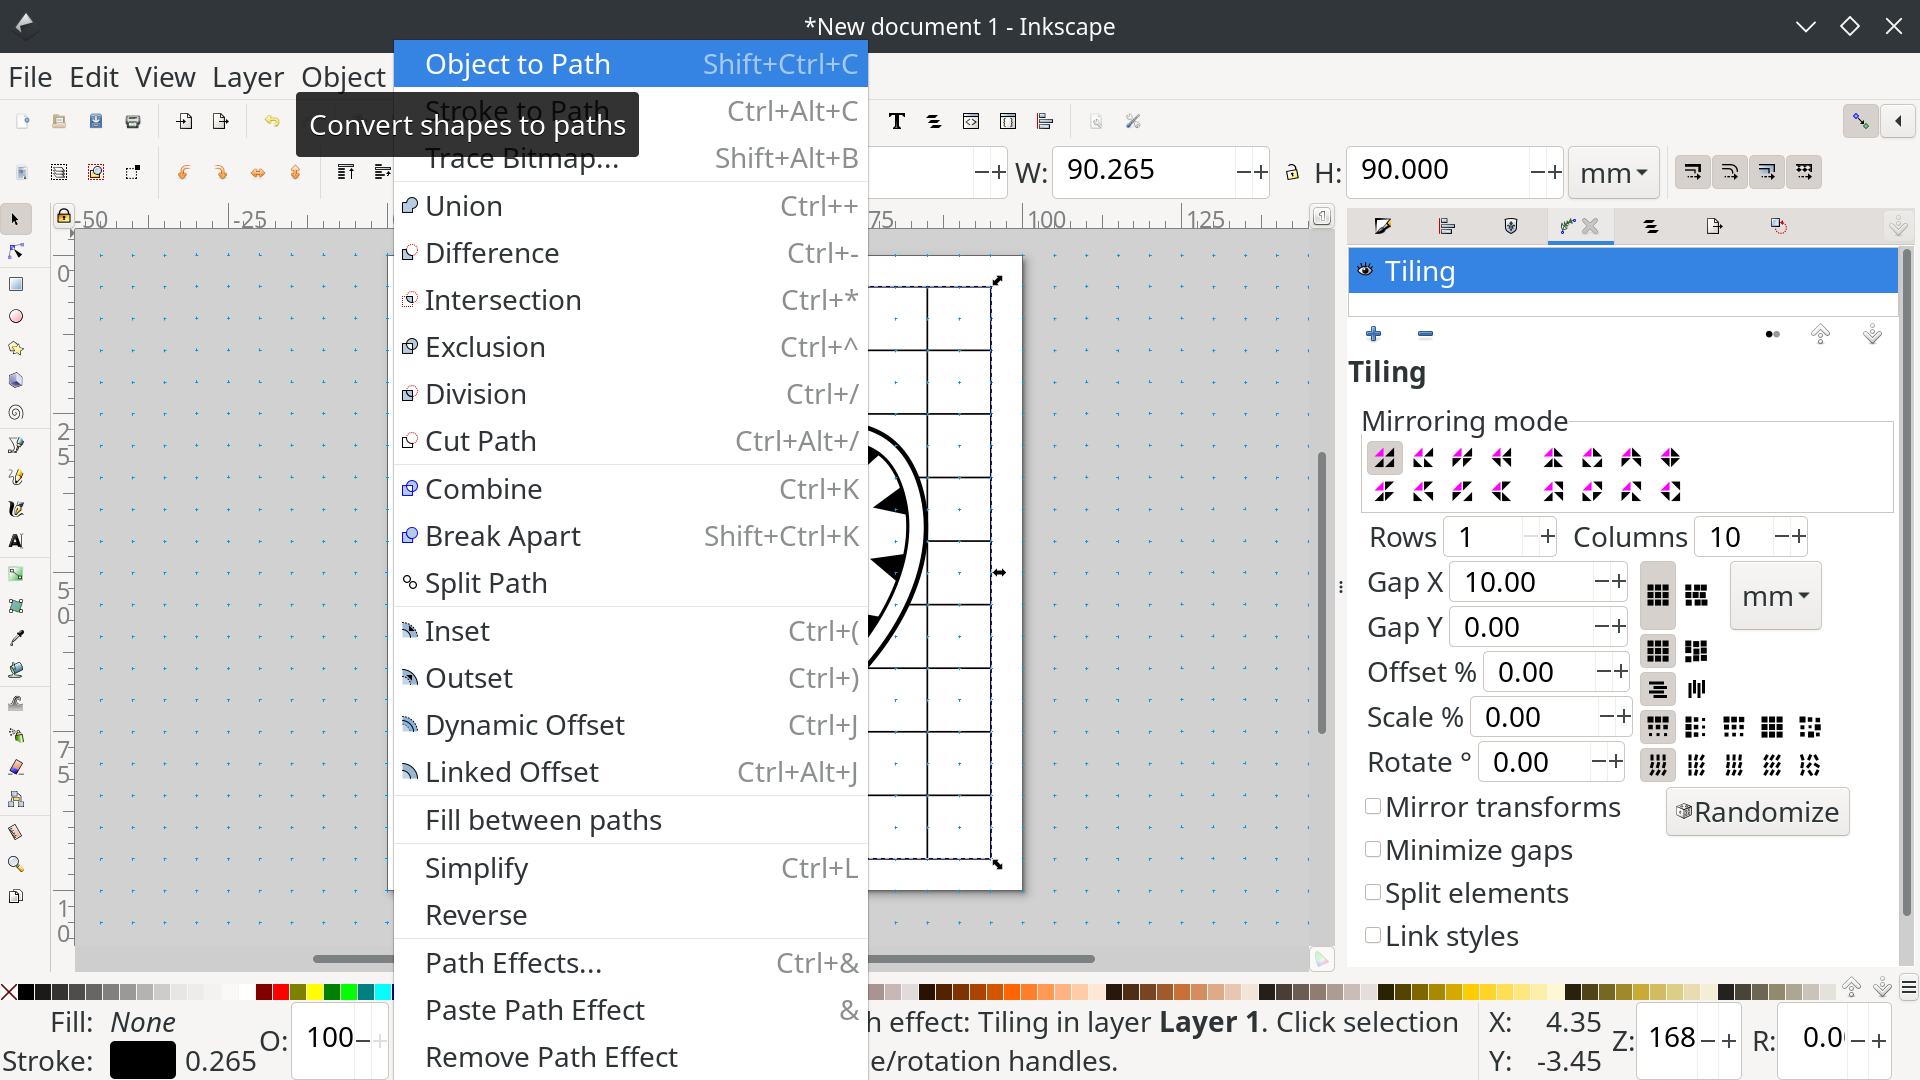 *New document 1 - Inkscape
File Edit View Layer Object
Object to Path Shift+Ctrl+C
Stroke to Path Ctrl+Alt+C
Convert shapes to paths
Trace Bitmap... Shift+Alt+B
W: 90.265 H: 90.000 mm
-50 -25 75 100 125
Union Ctrl++
Difference Ctrl+-
Intersection Ctrl+*
Exclusion Ctrl+^
Division Ctrl+/
Cut Path Ctrl+Alt+/
Combine Ctrl+K
Break Apart Shift+Ctrl+K
Split Path
Inset Ctrl+(
Outset Ctrl+)
Dynamic Offset Ctrl+J
Linked Offset Ctrl+Alt+J
Fill between paths
Simplify Ctrl+L
Reverse
Path Effects... Ctrl+&
Paste Path Effect &
Remove Path Effect
0
25
50
75
10
Tiling
Tiling
Mirroring mode
Rows 1 Columns 10
Gap X 10.00 mm
Gap Y 0.00
Offset % 0.00
Scale % 0.00
Rotate ° 0.00
Mirror transforms Randomize
Minimize gaps
Split elements
Link styles
Fill: None
Stroke: 0.265
O: 100
h effect: Tiling in layer Layer 1. Click selection
e/rotation handles.
X: 4.35
Y: -3.45
Z: 168 R: 0.0